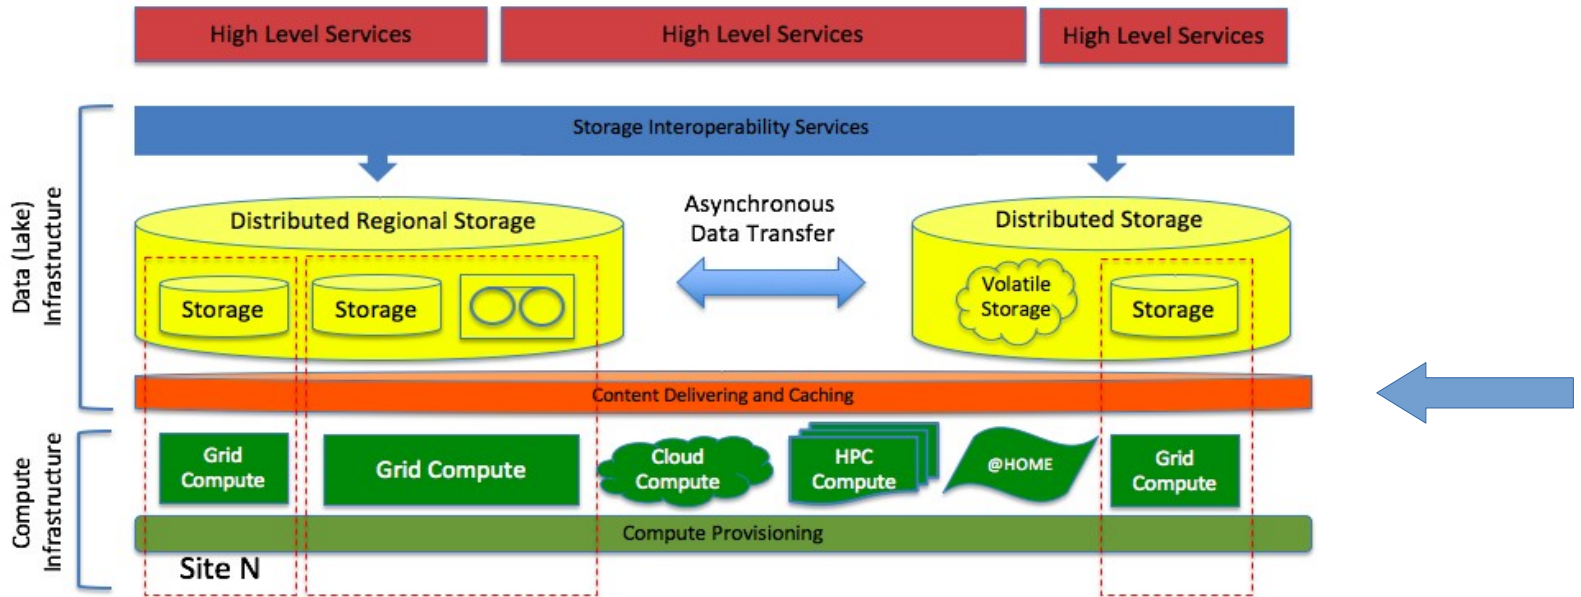 High Level Services
High Level Services
High Level Services
Storage Interoperability Services
Data (Lake)
Infrastructure
Distributed Regional Storage
Asynchronous
Data Transfer
Distributed Storage
Storage
Storage
Volatile
Storage
Storage
Content Delivering and Caching
Compute
Infrastructure
Grid
Compute
Grid Compute
Cloud
Compute
HPC
Compute
@HOME
Grid
Compute
Compute Provisioning
Site N